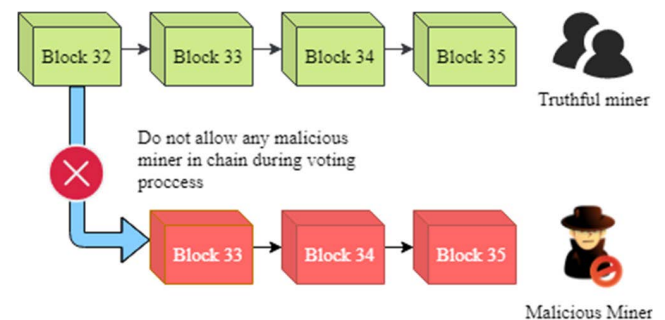 Block 32
Block 33
Block 34
Block 35
Truthful miner
Do not allow any malicious
miner in chain during voting
proccess
Block 33
Block 34
Block 35
Malicious Miner